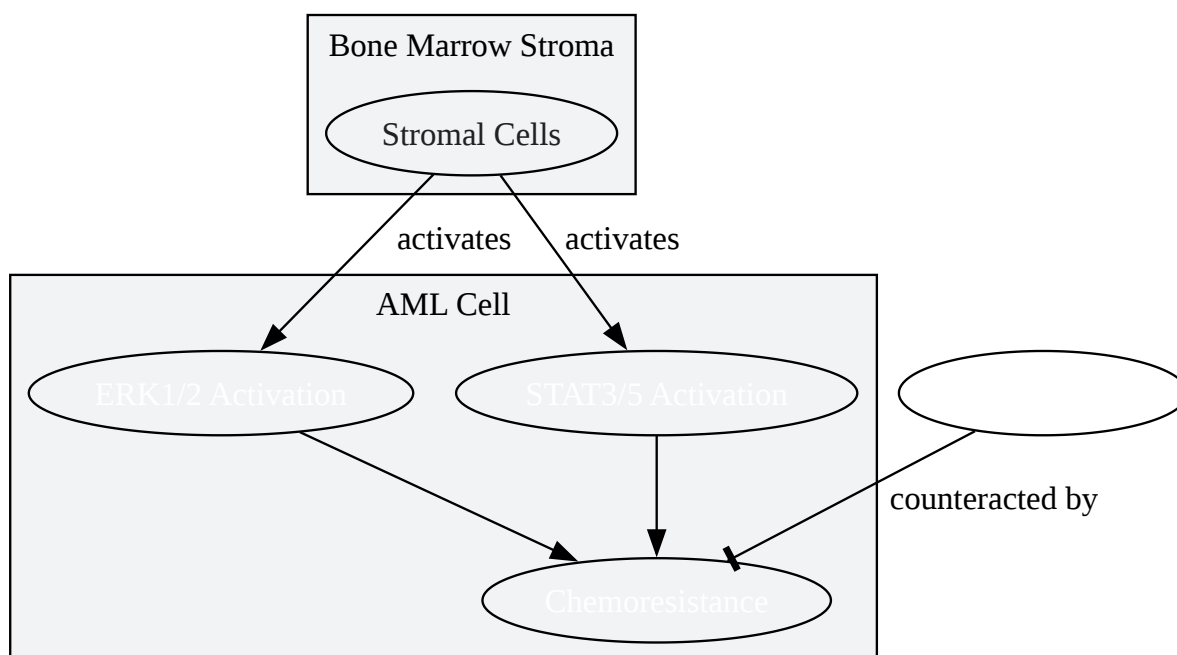 Bone Marrow Stroma
Stromal Cells
activates
activates
AML Cell
ERK1/2 Activation
STAT3/5 Activation
counteracted by
Chemoresistance